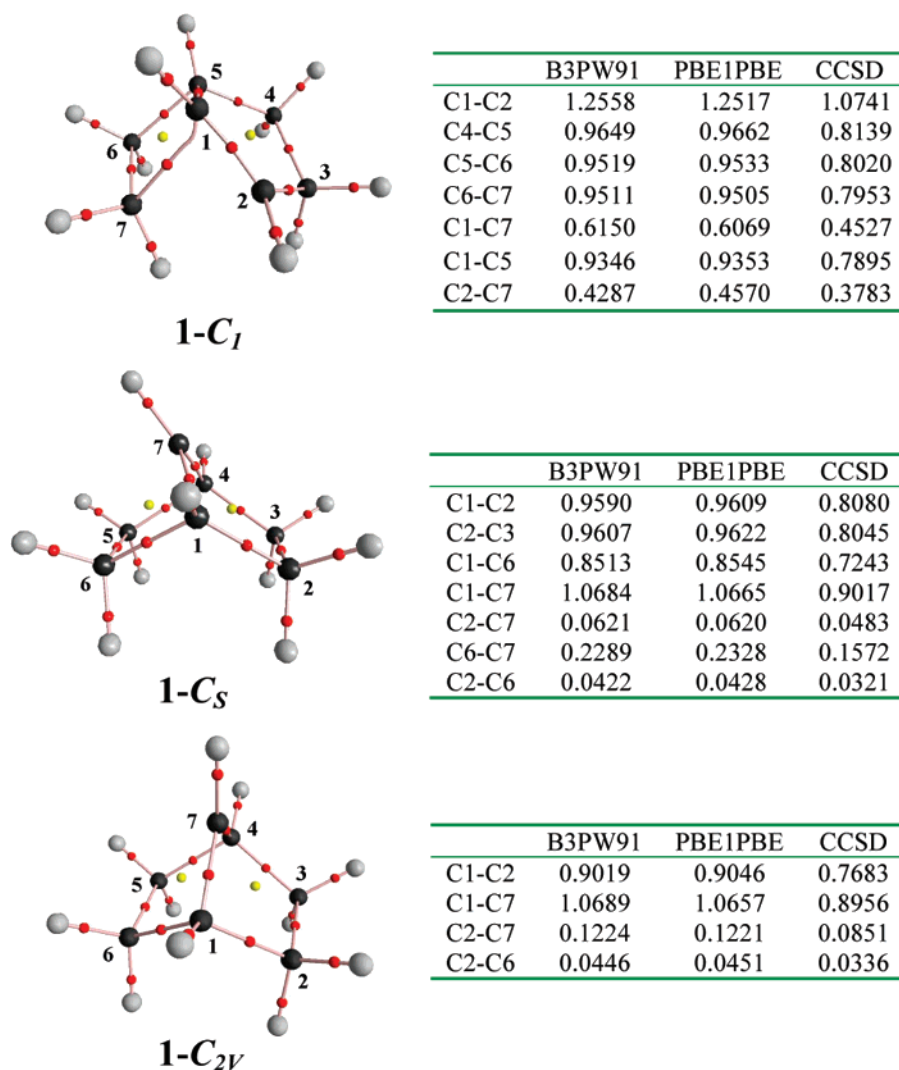 5
4
6
1
3
2
7
1-C1
B3PW91 PBE1PBE CCSD
C1-C2 1.2558 1.2517 1.0741
C4-C5 0.9649 0.9662 0.8139
C5-C6 0.9519 0.9533 0.8020
C6-C7 0.9511 0.9505 0.7953
C1-C7 0.6150 0.6069 0.4527
C1-C5 0.9346 0.9353 0.7895
C2-C7 0.4287 0.4570 0.3783
7
4
3
5
1
6
2
1-CS
B3PW91 PBE1PBE CCSD
C1-C2 0.9590 0.9609 0.8080
C2-C3 0.9607 0.9622 0.8045
C1-C6 0.8513 0.8545 0.7243
C1-C7 1.0684 1.0665 0.9017
C2-C7 0.0621 0.0620 0.0483
C6-C7 0.2289 0.2328 0.1572
C2-C6 0.0422 0.0428 0.0321
7
4
3
5
1
6
2
1-C2V
B3PW91 PBE1PBE CCSD
C1-C2 0.9019 0.9046 0.7683
C1-C7 1.0689 1.0657 0.8956
C2-C7 0.1224 0.1221 0.0851
C2-C6 0.0446 0.0451 0.0336